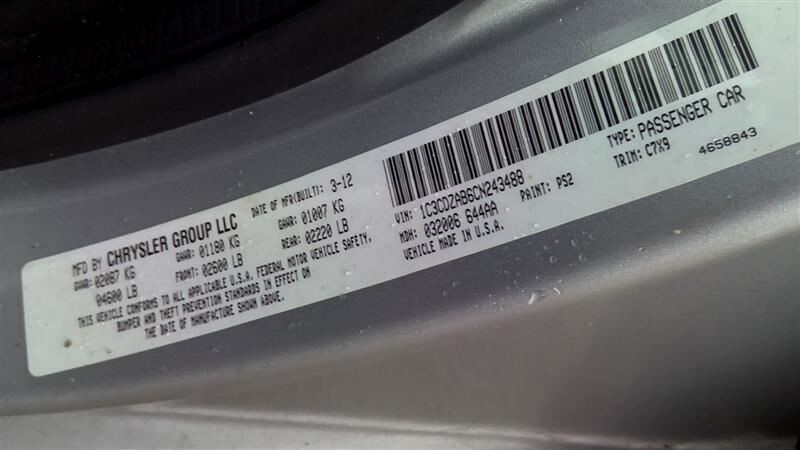 MFD BY CHRYSLER GROUP LLC
DATE OF MFR(BUILT): 3-12
GVWR: 02087 KG
04600 LB
GAWR: 01180 KG
FRONT: 02600 LB
GAWR: 01007 KG
REAR: 02220 LB
THIS VEHICLE CONFORMS TO ALL APPLICABLE U.S.A. FEDERAL MOTOR VEHICLE SAFETY,
BUMPER AND THEFT PREVENTION STANDARDS IN EFFECT ON
THE DATE OF MANUFACTURE SHOWN ABOVE.
VIN: 1C3CDZAB6CN243488
TYPE: PASSENGER CAR
MDH: 032006 644AA
PAINT: PS2
TRIM: C7X9
VEHICLE MADE IN U.S.A.
4658843